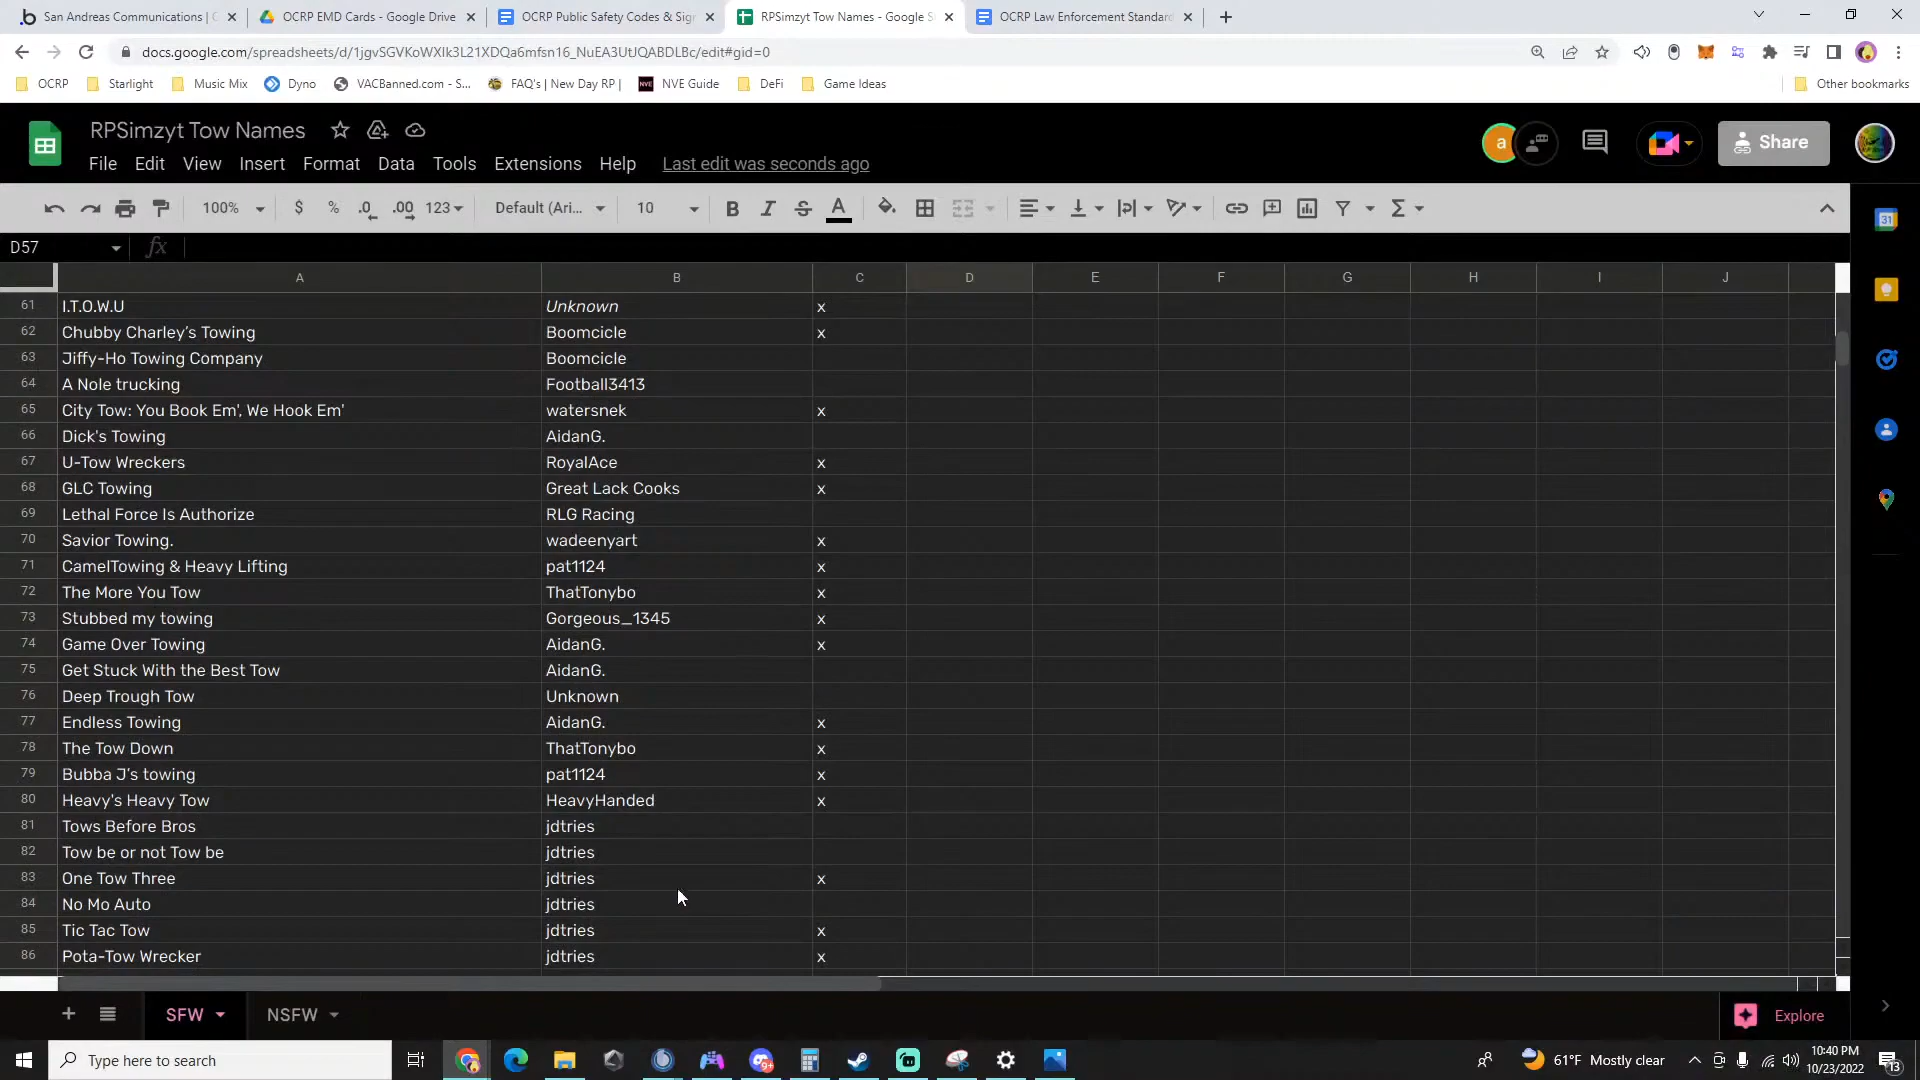 San Andreas Communications | C
OCRP EMD Cards - Google Drive
OCRP Public Safety Codes & Sign
RPSimzyt Tow Names - Google S
OCRP Law Enforcement Standard
docs.google.com/spreadsheets/d/1jgvSGVKoWXIk3L21XDQa6mfsn16_NuEA3UtJQABDLBc/edit#gid=0
OCRP Starlight Music Mix Dyno VACBanned.com - S... FAQ's | New Day RP | NVE Guide DeFi Game Ideas Other bookmarks
RPSimzyt Tow Names
a
Share
File Edit View Insert Format Data Tools Extensions Help Last edit was seconds ago
100% $ % .0 .00 123 Default (Ari... 10 B I S A
D57 fx
A B C D E F G H I J
61 I.T.O.W.U Unknown x
62 Chubby Charley's Towing Boomcicle x
63 Jiffy-Ho Towing Company Boomcicle
64 A Nole trucking Football3413
65 City Tow: You Book Em', We Hook Em' watersnek x
66 Dick's Towing AidanG.
67 U-Tow Wreckers RoyalAce x
68 GLC Towing Great Lack Cooks x
69 Lethal Force Is Authorize RLG Racing
70 Savior Towing. wadeenyart x
71 CamelTowing & Heavy Lifting pat1124 x
72 The More You Tow ThatTonybo x
73 Stubbed my towing Gorgeous_1345 x
74 Game Over Towing AidanG. x
75 Get Stuck With the Best Tow AidanG.
76 Deep Trough Tow Unknown
77 Endless Towing AidanG. x
78 The Tow Down ThatTonybo x
79 Bubba J's towing pat1124 x
80 Heavy's Heavy Tow HeavyHanded x
81 Tows Before Bros jdtries
82 Tow be or not Tow be jdtries
83 One Tow Three jdtries x
84 No Mo Auto jdtries
85 Tic Tac Tow jdtries x
86 Pota-Tow Wrecker jdtries x
SFW NSFW Explore
Type here to search
61°F Mostly clear
10:40 PM
10/23/2022
13